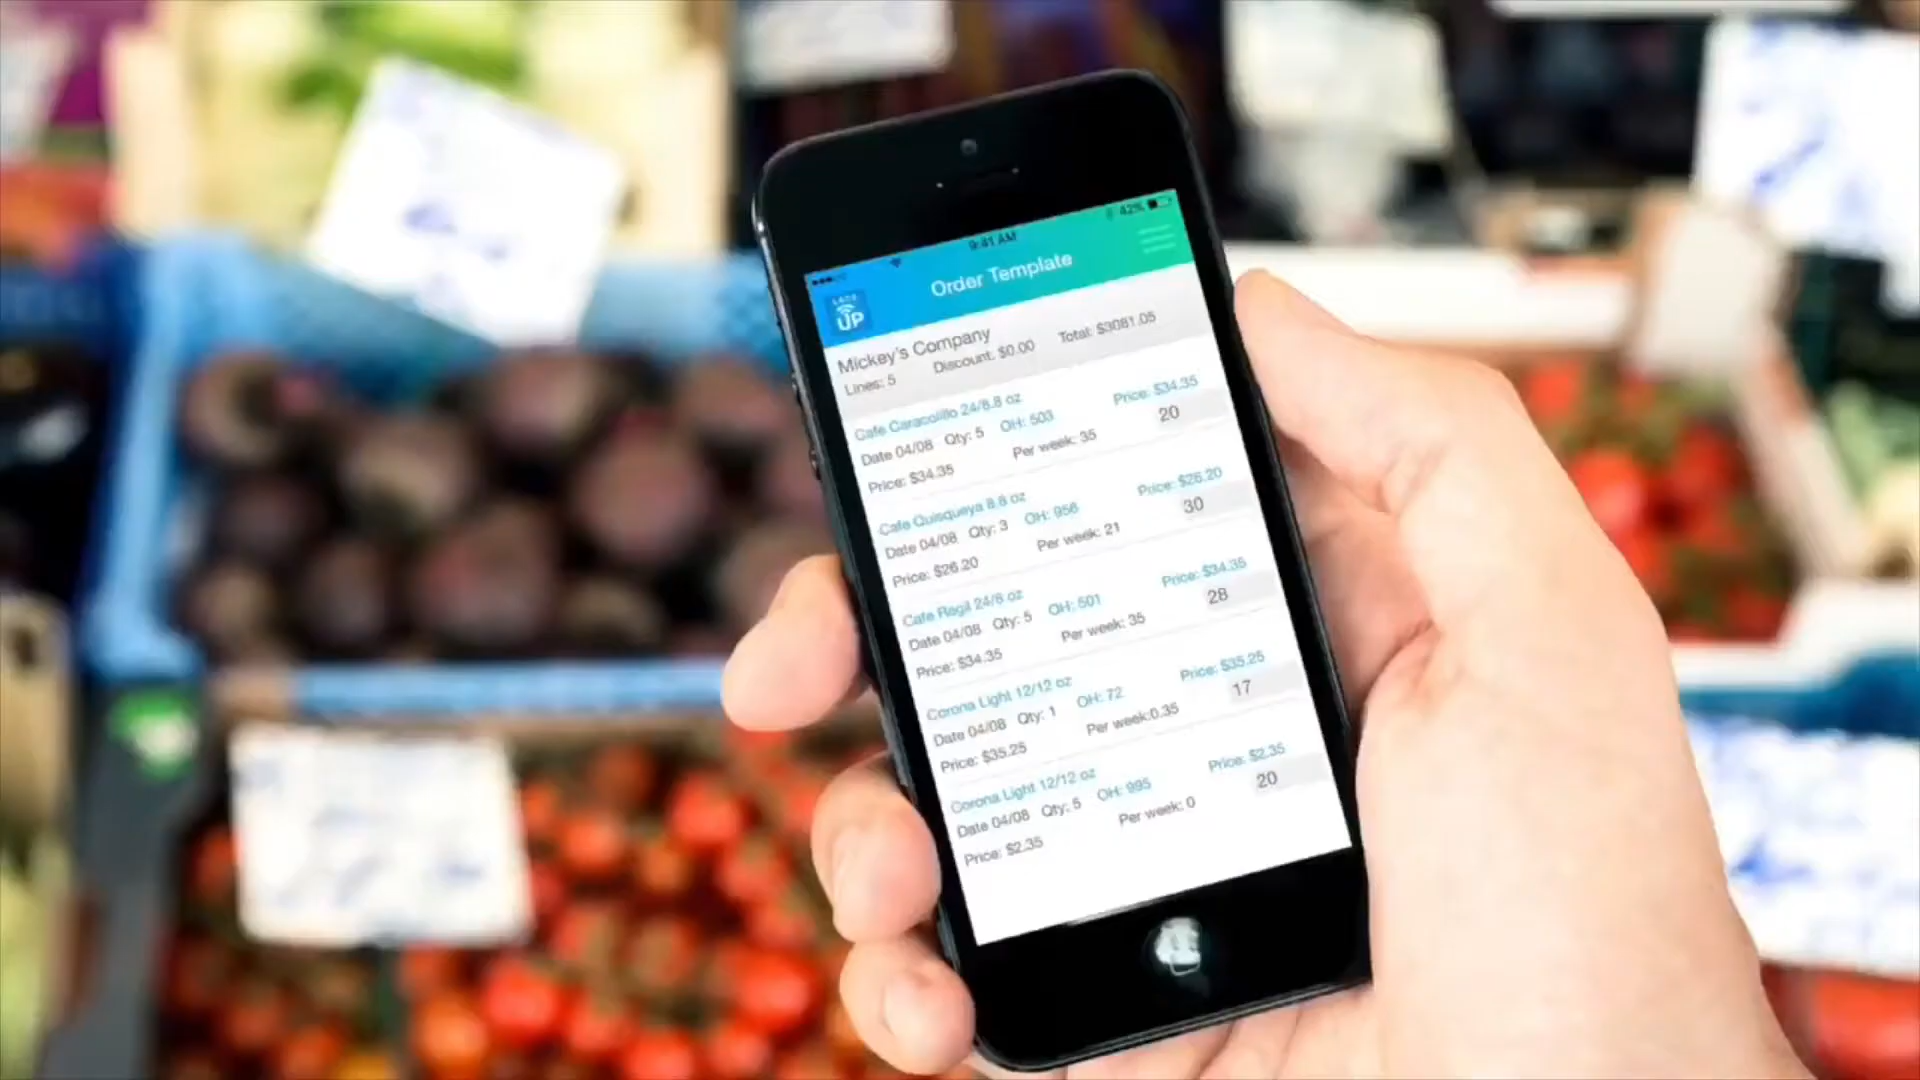 9:41 AM
42%
LACE
UP
Order Template
Mickey's Company
Lines: 5 Discount: $0.00 Total: $3081.05
Cafe Caracolillo 24/8.8 oz Price: $34.35
Date 04/08 Qty: 5 OH: 503 20
Price: $34.35 Per week: 35
Cafe Quisqueya 8.8 oz Price: $26.20
Date 04/08 Qty: 3 OH: 956 30
Price: $26.20 Per week: 21
Cafe Regil 24/8 oz Price: $34.35
Date 04/08 Qty: 5 OH: 501 28
Price: $34.35 Per week: 35
Corona Light 12/12 oz Price: $35.25
Date 04/08 Qty: 1 OH: 72 17
Price: $35.25 Per week:0.35
Corona Light 12/12 oz Price: $2.35
Date 04/08 Qty: 5 OH: 995 20
Price: $2.35 Per week: 0